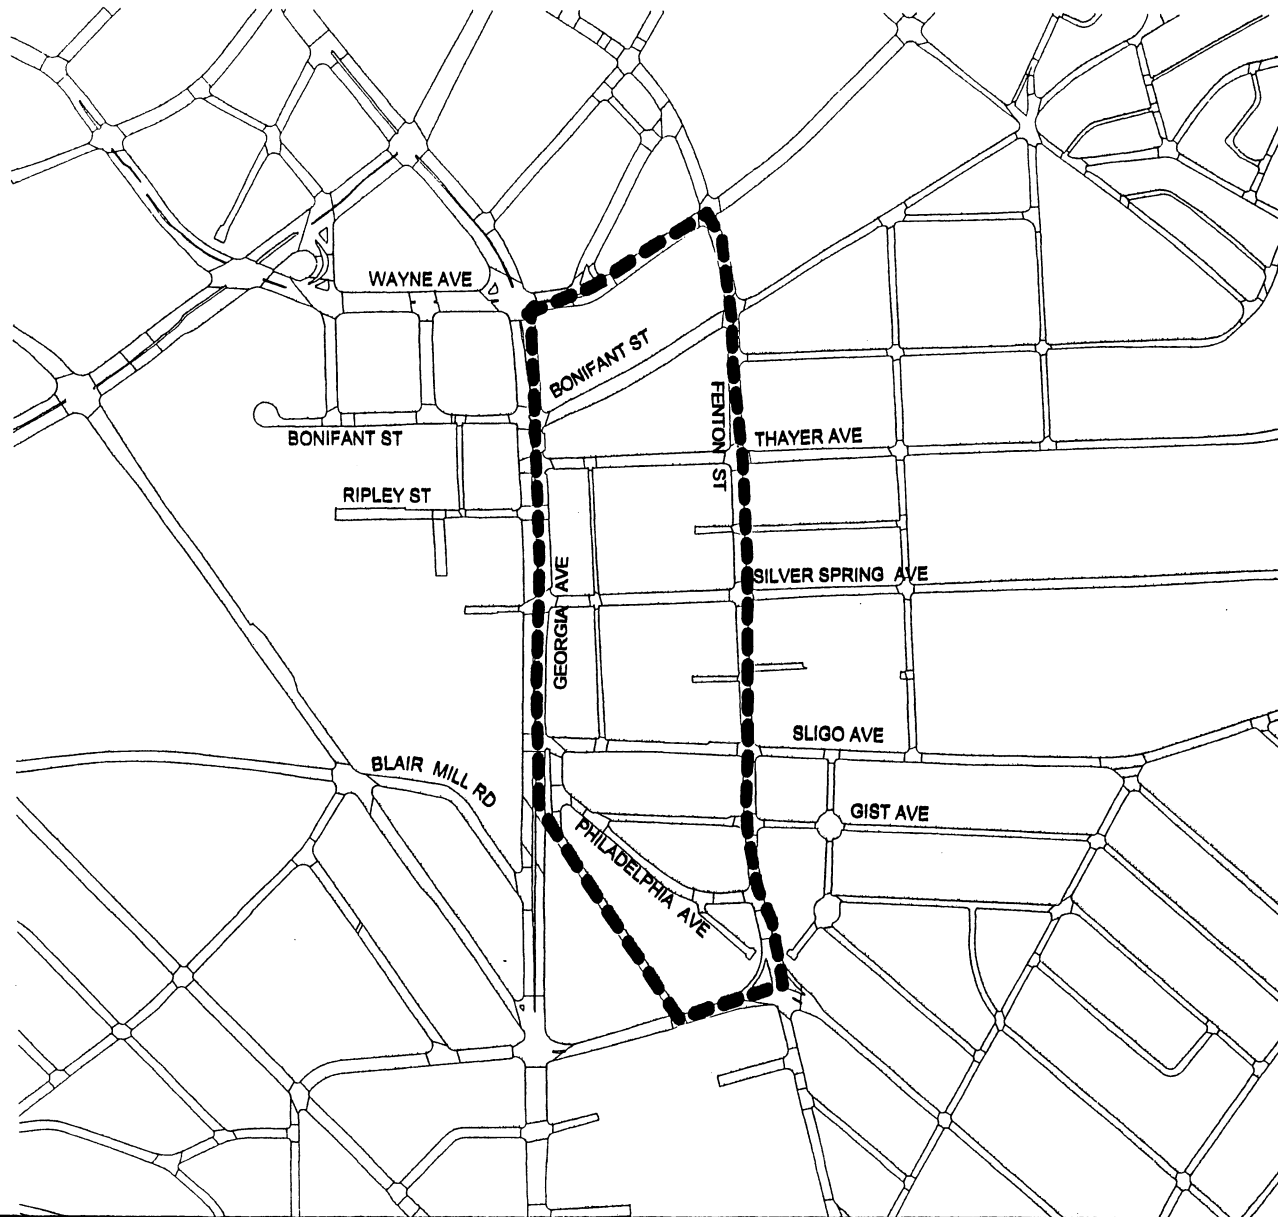 WAYNE AVE
BONIFANT ST
FENTON ST
BONIFANT ST
THAYER AVE
RIPLEY ST
GEORGIA AVE
SILVER SPRING AVE
SLIGO AVE
BLAIR MILL RD
GIST AVE
PHILADELPHIA AVE